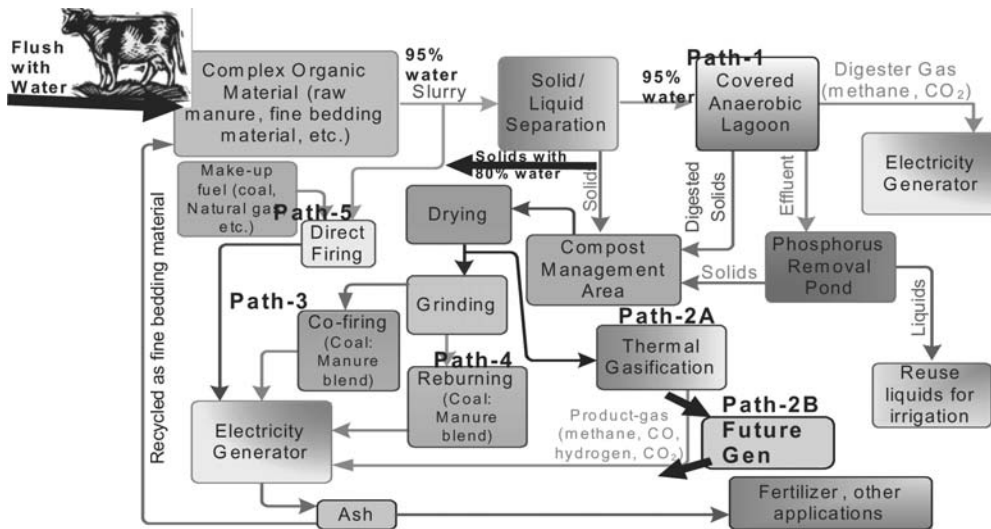 Flush
with
Water
Complex Organic
Material (raw
manure, fine bedding
material, etc.)
95%
water
Slurry
Solid/
Liquid
Separation
95%
water
Path-1
Covered
Anaerobic
Lagoon
Digester Gas
(methane, CO₂)
Electricity
Generator
Solids with
80% water
Solids
Digested
Solids
Effluent
Make-up
fuel (coal,
Natural gas,
etc.)
Path-5
Direct
Firing
Drying
Compost
Management
Area
Solids
Phosphorus
Removal
Pond
Liquids
Reuse
liquids for
irrigation
Recycled as fine bedding material
Path-3
Co-firing
(Coal:
Manure
blend)
Grinding
Path-4
Reburning
(Coal:
Manure
blend)
Path-2A
Thermal
Gasification
Path-2B
Future
Gen
Product-gas
(methane, CO,
hydrogen, CO₂)
Electricity
Generator
Ash
Fertilizer, other
applications